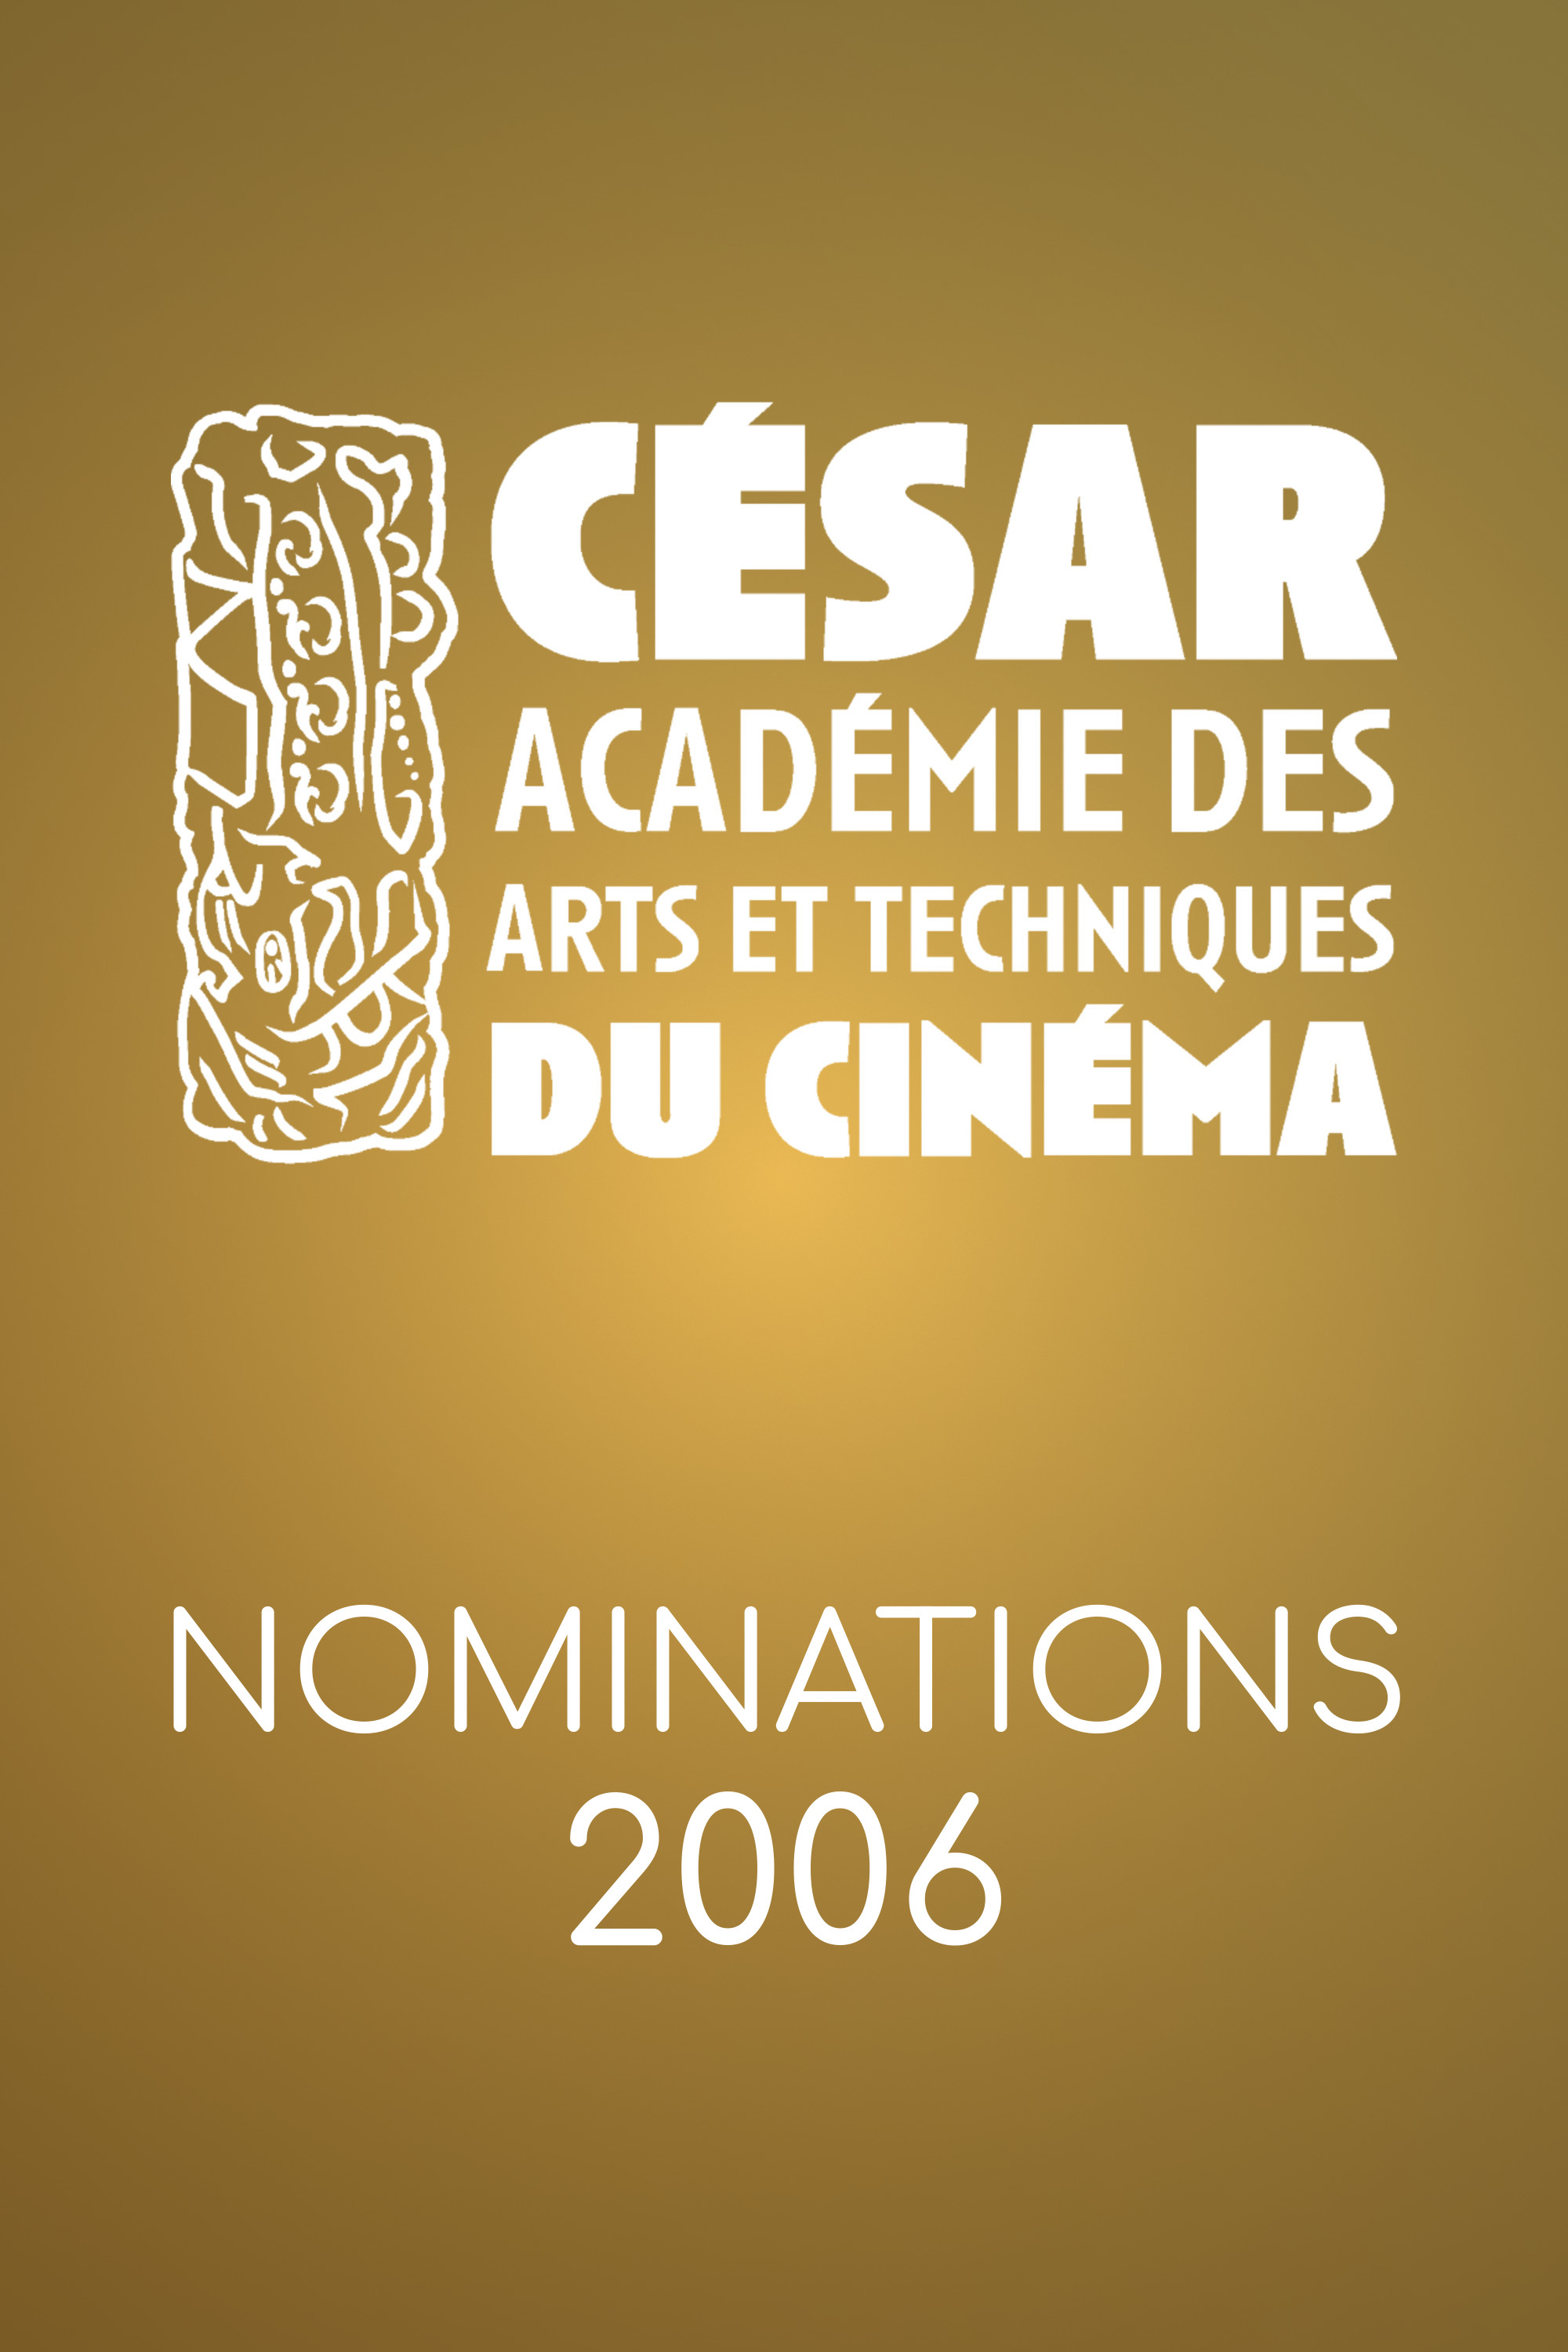 CÉSAR
ACADÉMIE DES
ARTS ET TECHNIQUES
DU CINÉMA
NOMINATIONS
2006